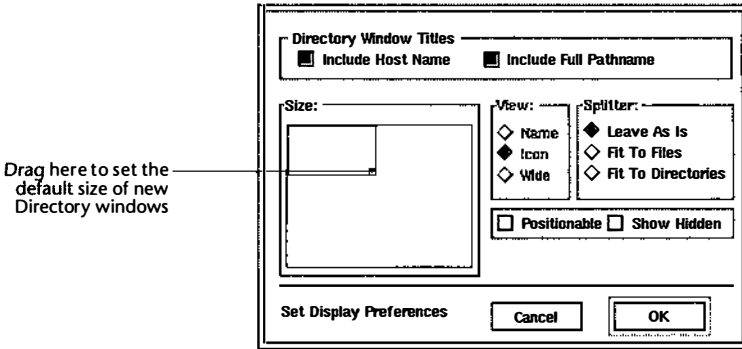 Directory Window Titles
Include Host Name Include Full Pathname
Size:
Drag here to set the
default size of new
Directory windows
View:
Name
Icon
Wide
Splitter:
Leave As Is
Fit To Files
Fit To Directories
Positionable Show Hidden
Set Display Preferences Cancel OK